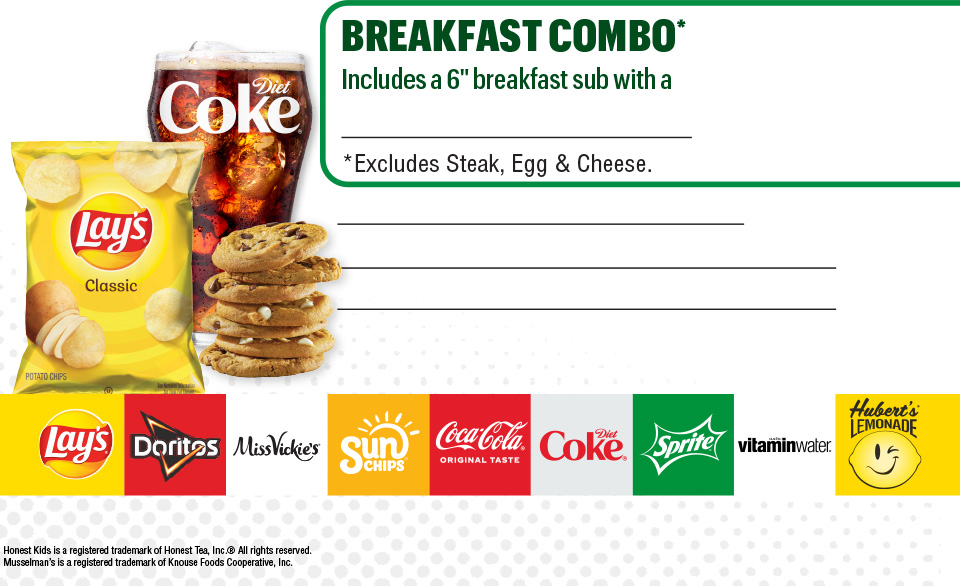 BREAKFAST COMBO*
Includes a 6" breakfast sub with a
*Excludes Steak, Egg & Cheese.
Diet
Coke
Lay's
Classic
POTATO CHIPS
Lay's
Doritos
Miss Vickie's
Sun
CHIPS
Coca-Cola
ORIGINAL TASTE
Diet
Coke
Sprite
vitaminwater
Hubert's
LEMONADE
Honest Kids is a registered trademark of Honest Tea, Inc.® All rights reserved.
Musselman's is a registered trademark of Knouse Foods Cooperative, Inc.